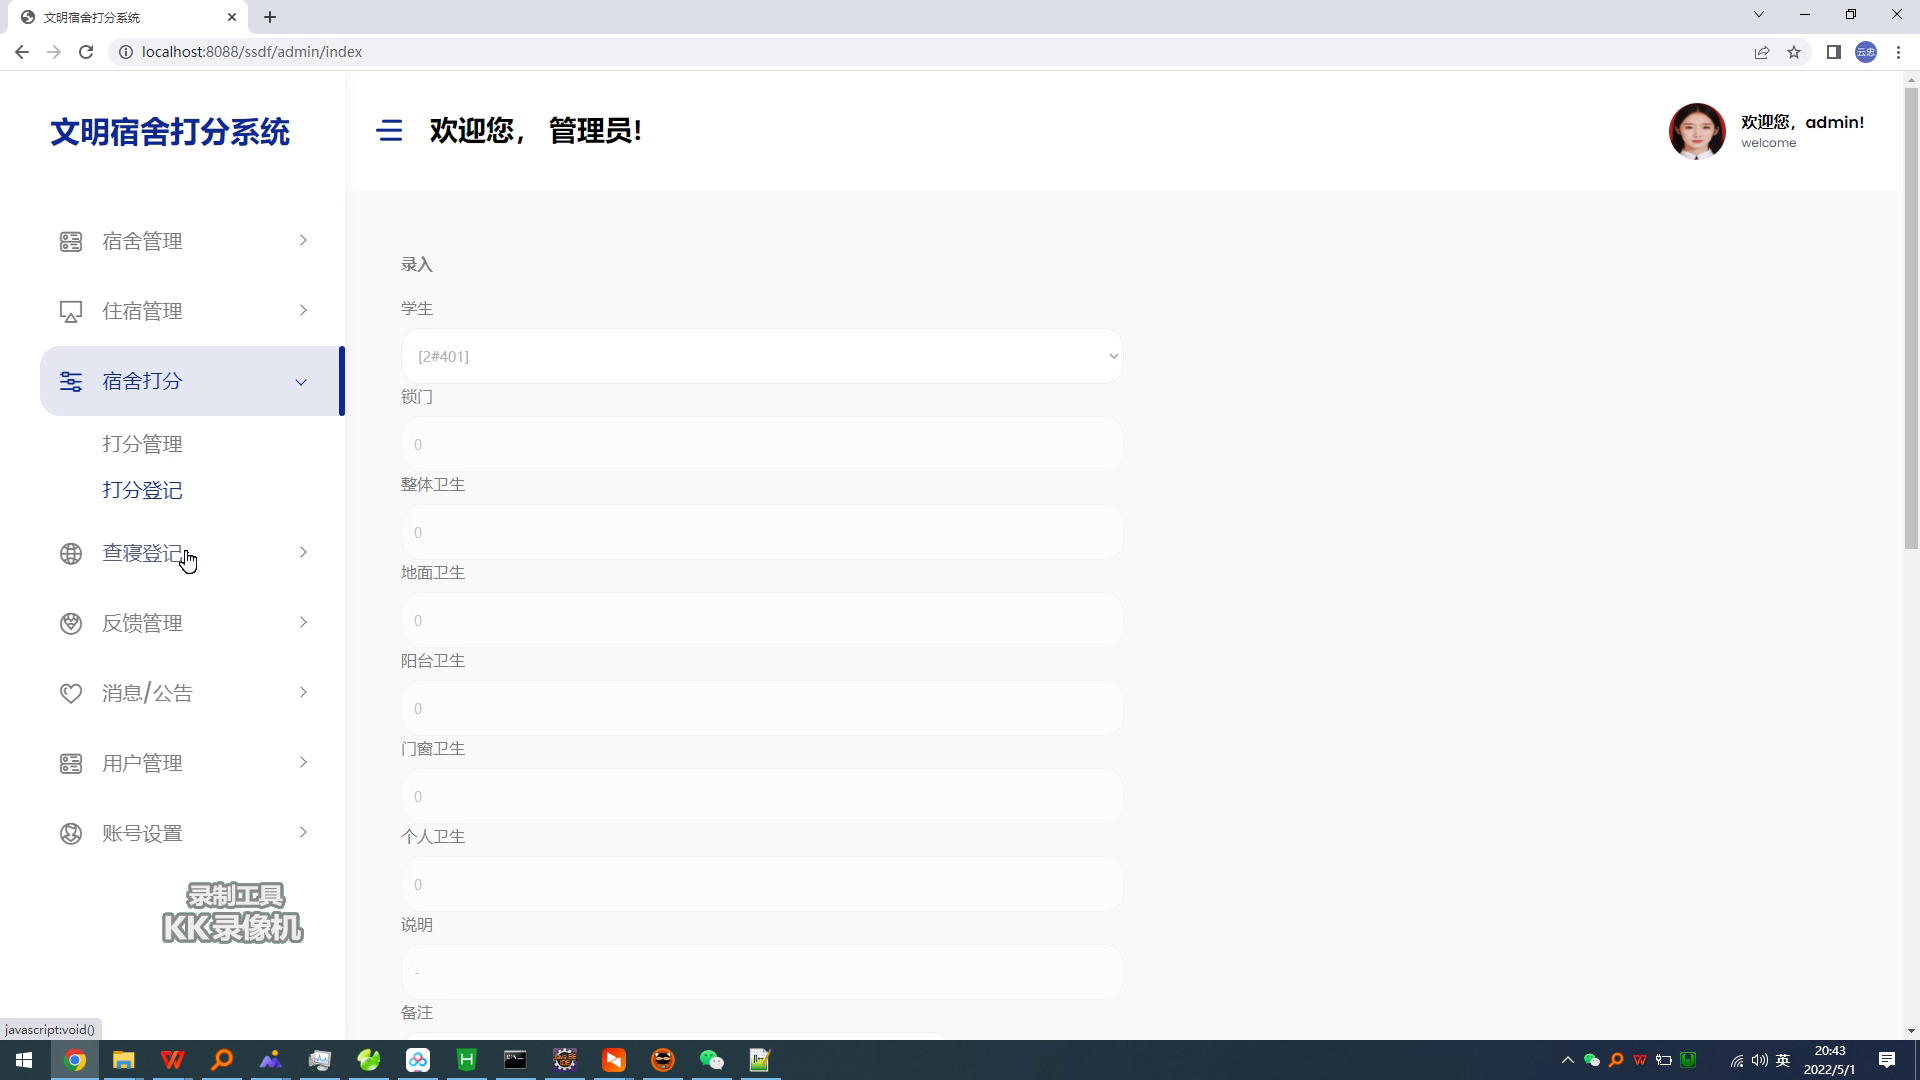 文明宿舍打分系统
localhost:8088/ssdf/admin/index
云忠
文明宿舍打分系统
欢迎您， 管理员!
欢迎您，admin!
welcome
宿舍管理
住宿管理
宿舍打分
打分管理
打分登记
查寝登记
反馈管理
消息/公告
用户管理
账号设置
录入
学生
[2#401]
锁门
0
整体卫生
0
地面卫生
0
阳台卫生
0
门窗卫生
0
个人卫生
0
说明
-
备注
录制工具
KK录像机
javascript:void()
英
20:43
2022/5/1